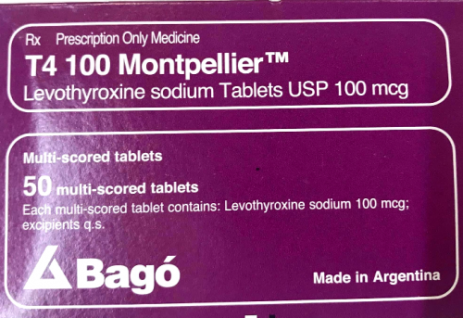 Rx Prescription Only Medicine
T4 100 Montpellier™
Levothyroxine sodium Tablets USP 100 mcg
Multi-scored tablets
50 multi-scored tablets
Each multi-scored tablet contains: Levothyroxine sodium 100 mcg;
excipients q.s.
Bagó
Made in Argentina